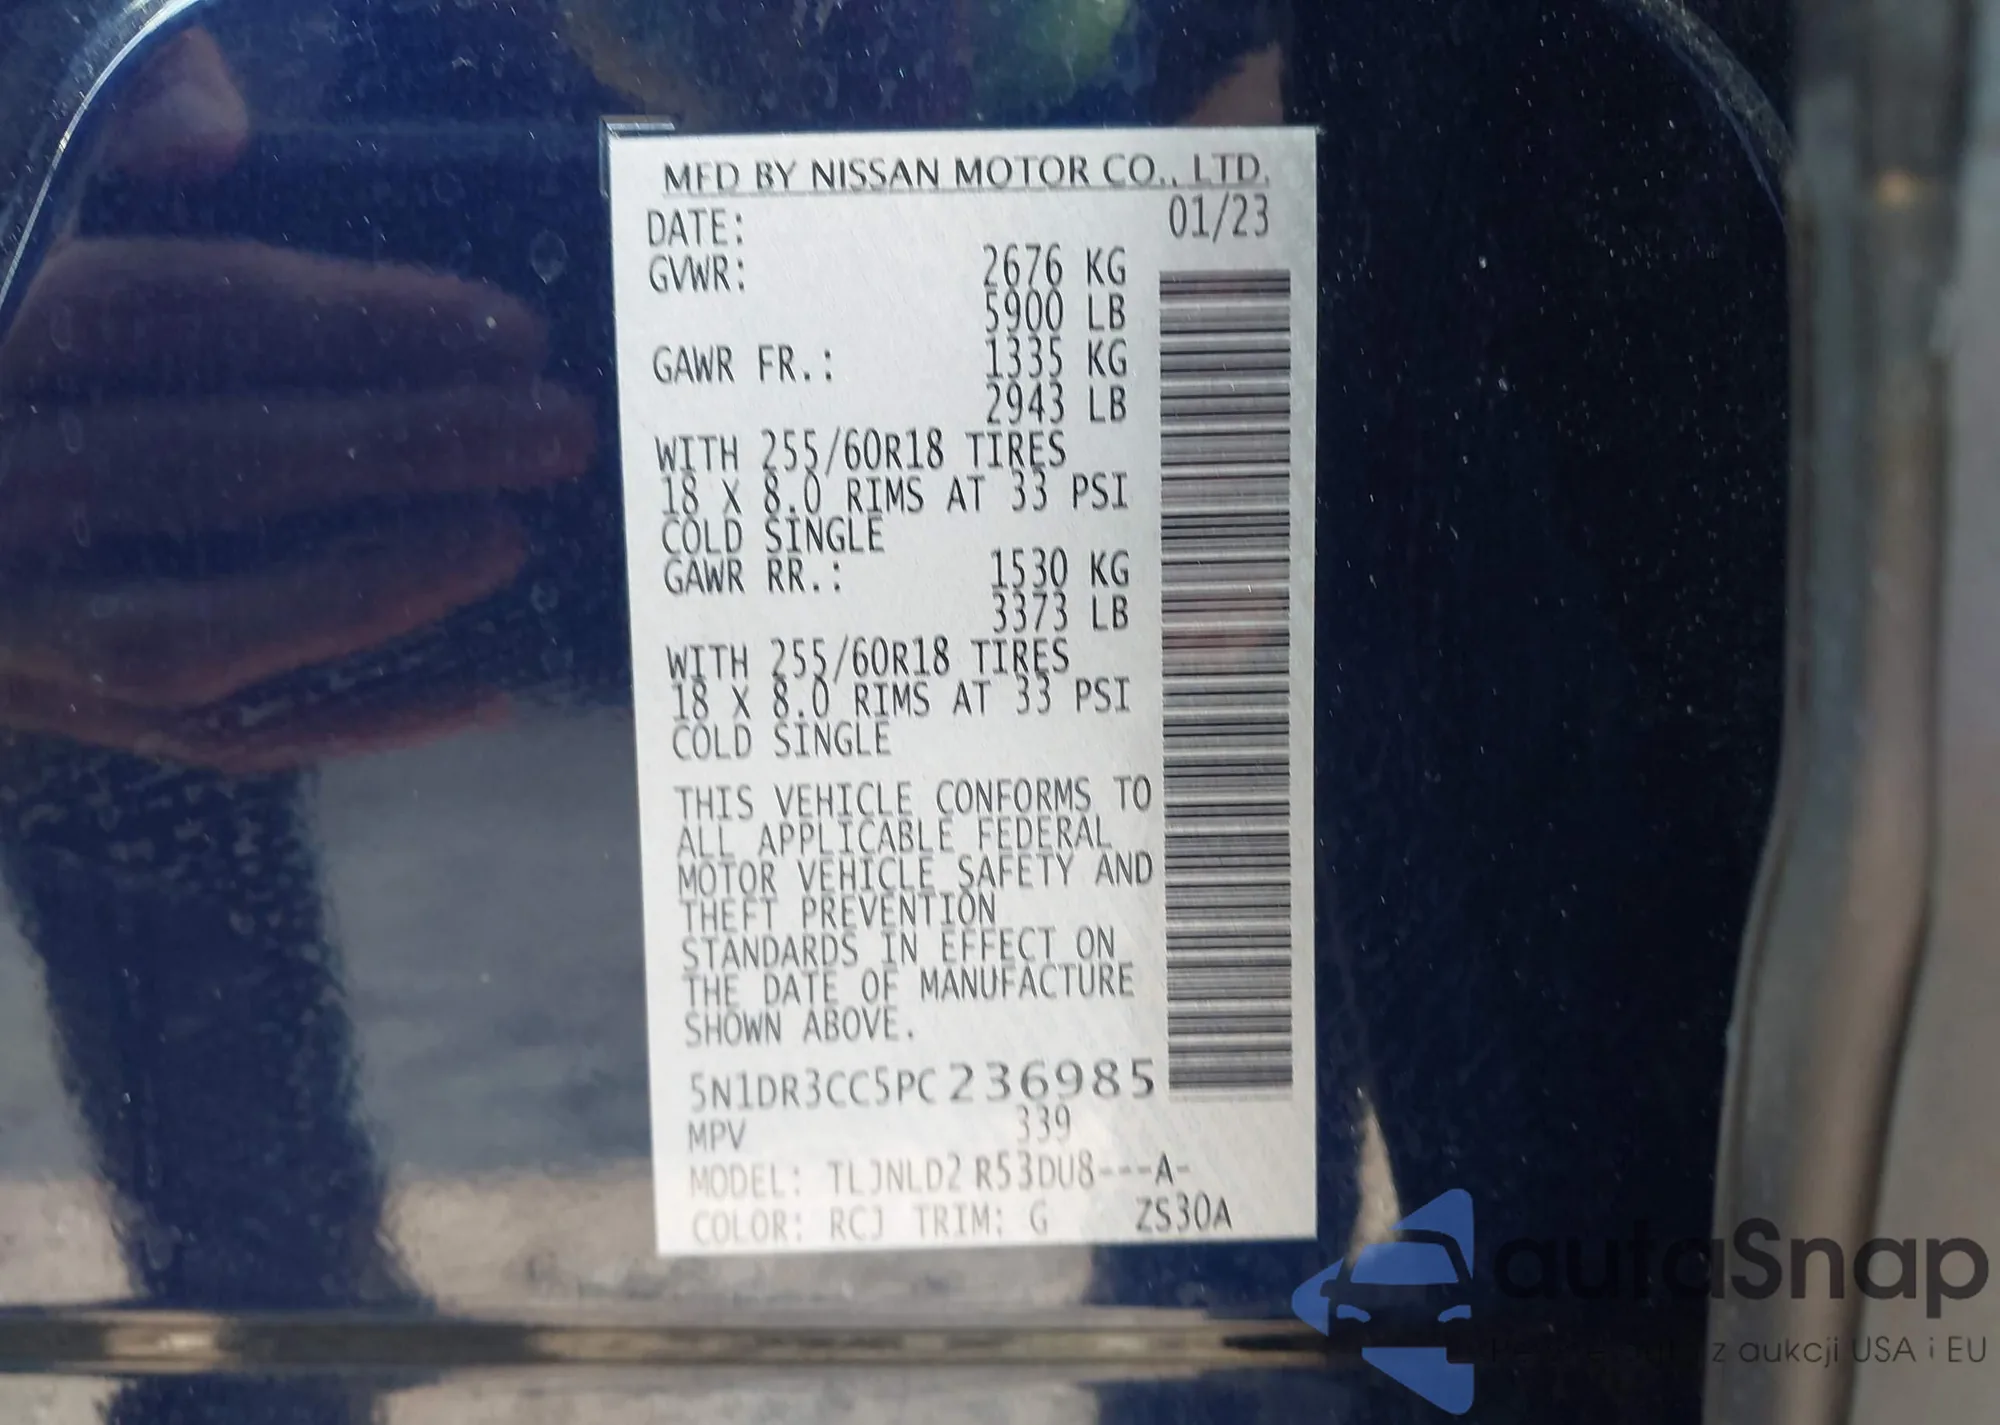 MFD BY NISSAN MOTOR CO., LTD.
DATE: 01/23
GVWR: 2676 KG
5900 LB
GAWR FR.: 1335 KG
2943 LB
WITH 255/60R18 TIRES
18 X 8.0 RIMS AT 33 PSI
COLD SINGLE
GAWR RR.: 1530 KG
3373 LB
WITH 255/60R18 TIRES
18 X 8.0 RIMS AT 33 PSI
COLD SINGLE
THIS VEHICLE CONFORMS TO
ALL APPLICABLE FEDERAL
MOTOR VEHICLE SAFETY AND
THEFT PREVENTION
STANDARDS IN EFFECT ON
THE DATE OF MANUFACTURE
SHOWN ABOVE.
5N1DR3CC5PC236985
MPV 339
MODEL: TLJNLD2 R53DU8---A-
COLOR: RCJ TRIM: G ZS30A
autaSnap
z aukcji USA i EU